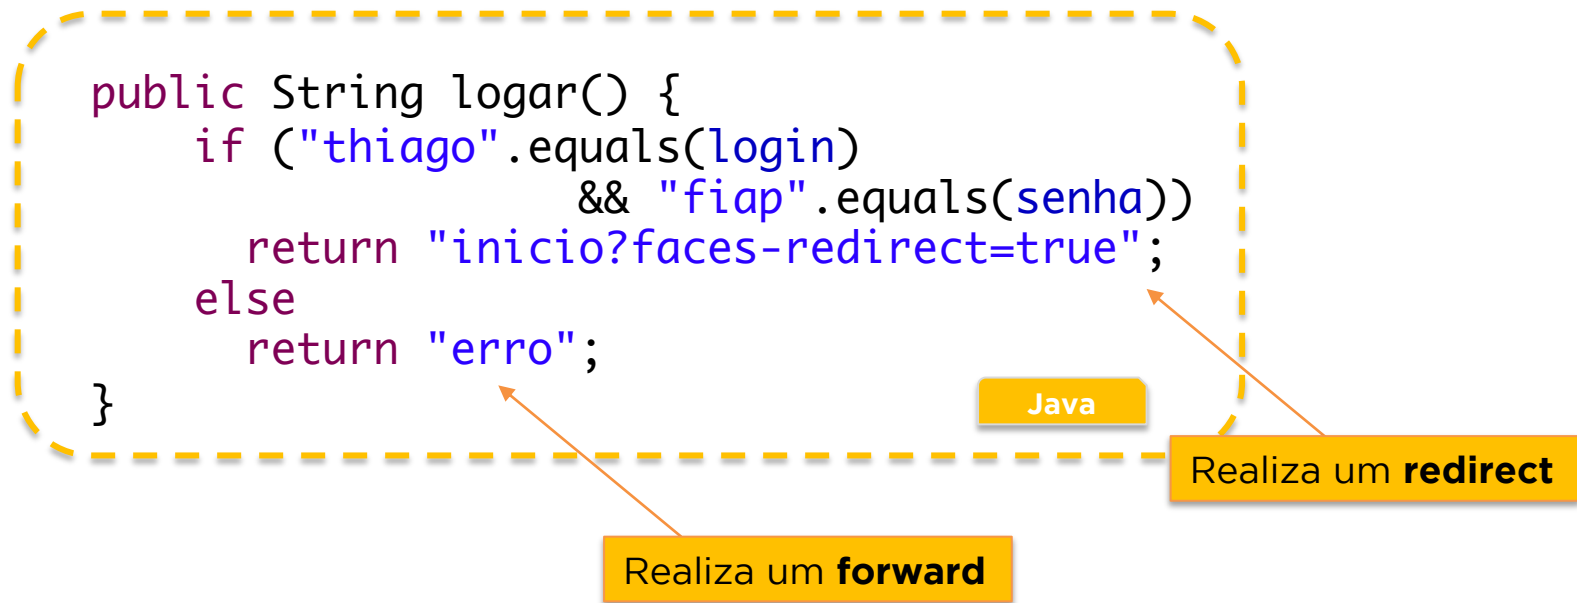 public String logar() {
if ("thiago".equals(login)
&& "fiap".equals(senha))
return "inicio?faces-redirect=true";
else
return "erro";
}
Java
Realiza um redirect
Realiza um forward